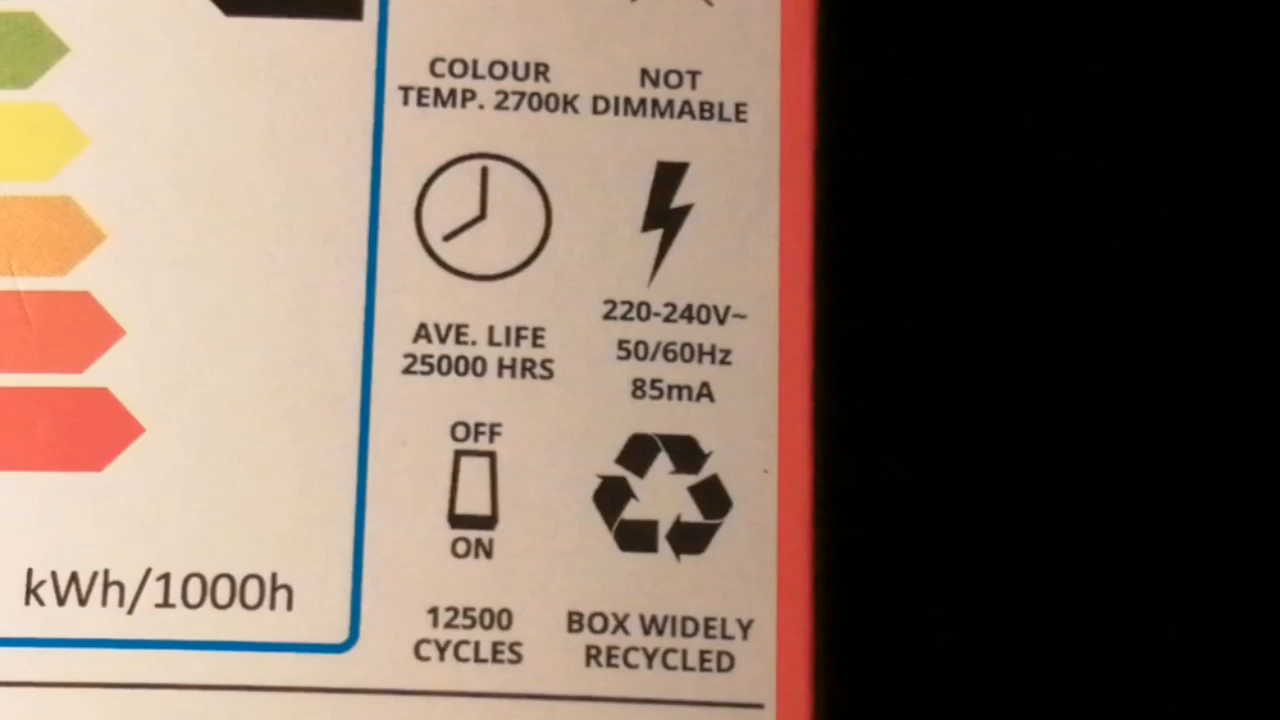 COLOUR
TEMP. 2700K
NOT
DIMMABLE
AVE. LIFE
25000 HRS
220-240V~
50/60Hz
85mA
OFF
ON
12500
CYCLES
BOX WIDELY
RECYCLED
kWh/1000h